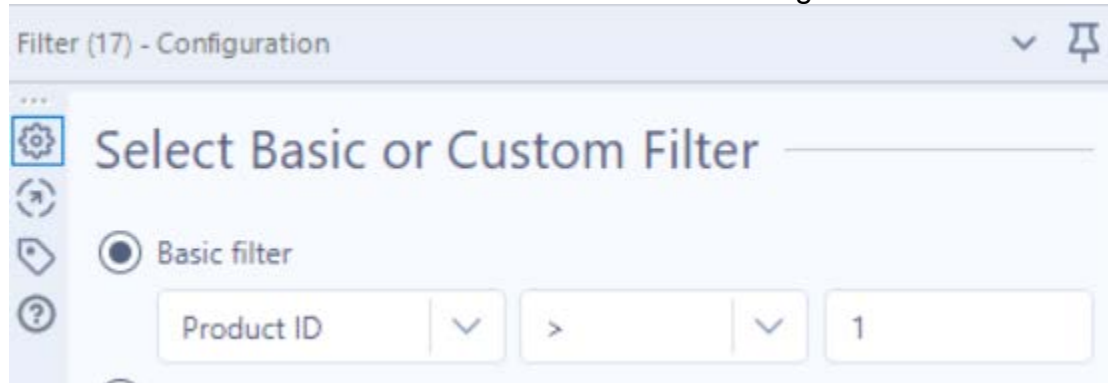 Filter (17) - Configuration
Select Basic or Custom Filter
Basic filter
Product ID > 1